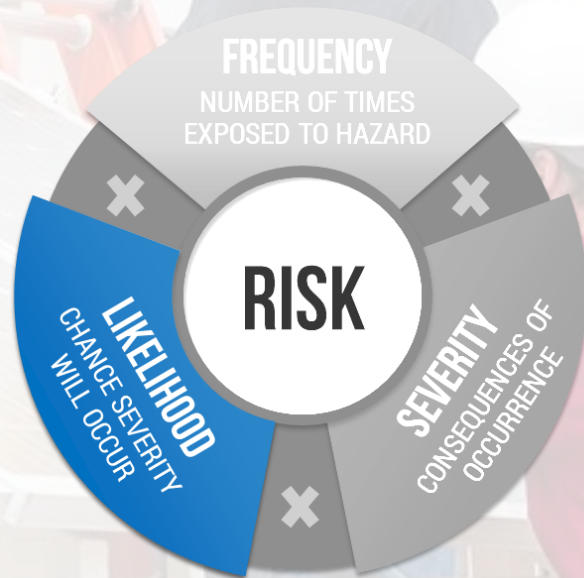 FREQUENCY
NUMBER OF TIMES
EXPOSED TO HAZARD
RISK
LIKELIHOOD
CHANCE SEVERITY
WILL OCCUR
SEVERITY
CONSEQUENCES OF
OCCURRENCE